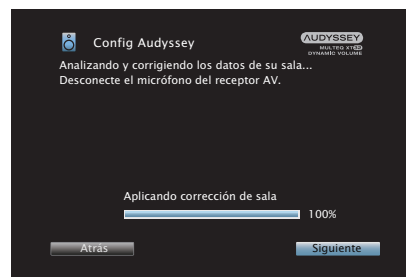 Config Audyssey
AUDYSSEY
MULTEQ XT32
DYNAMIC VOLUME
Analizando y corrigiendo los datos de su sala...
Desconecte el micrófono del receptor AV.
Aplicando corrección de sala
100%
Atrás
Siguiente